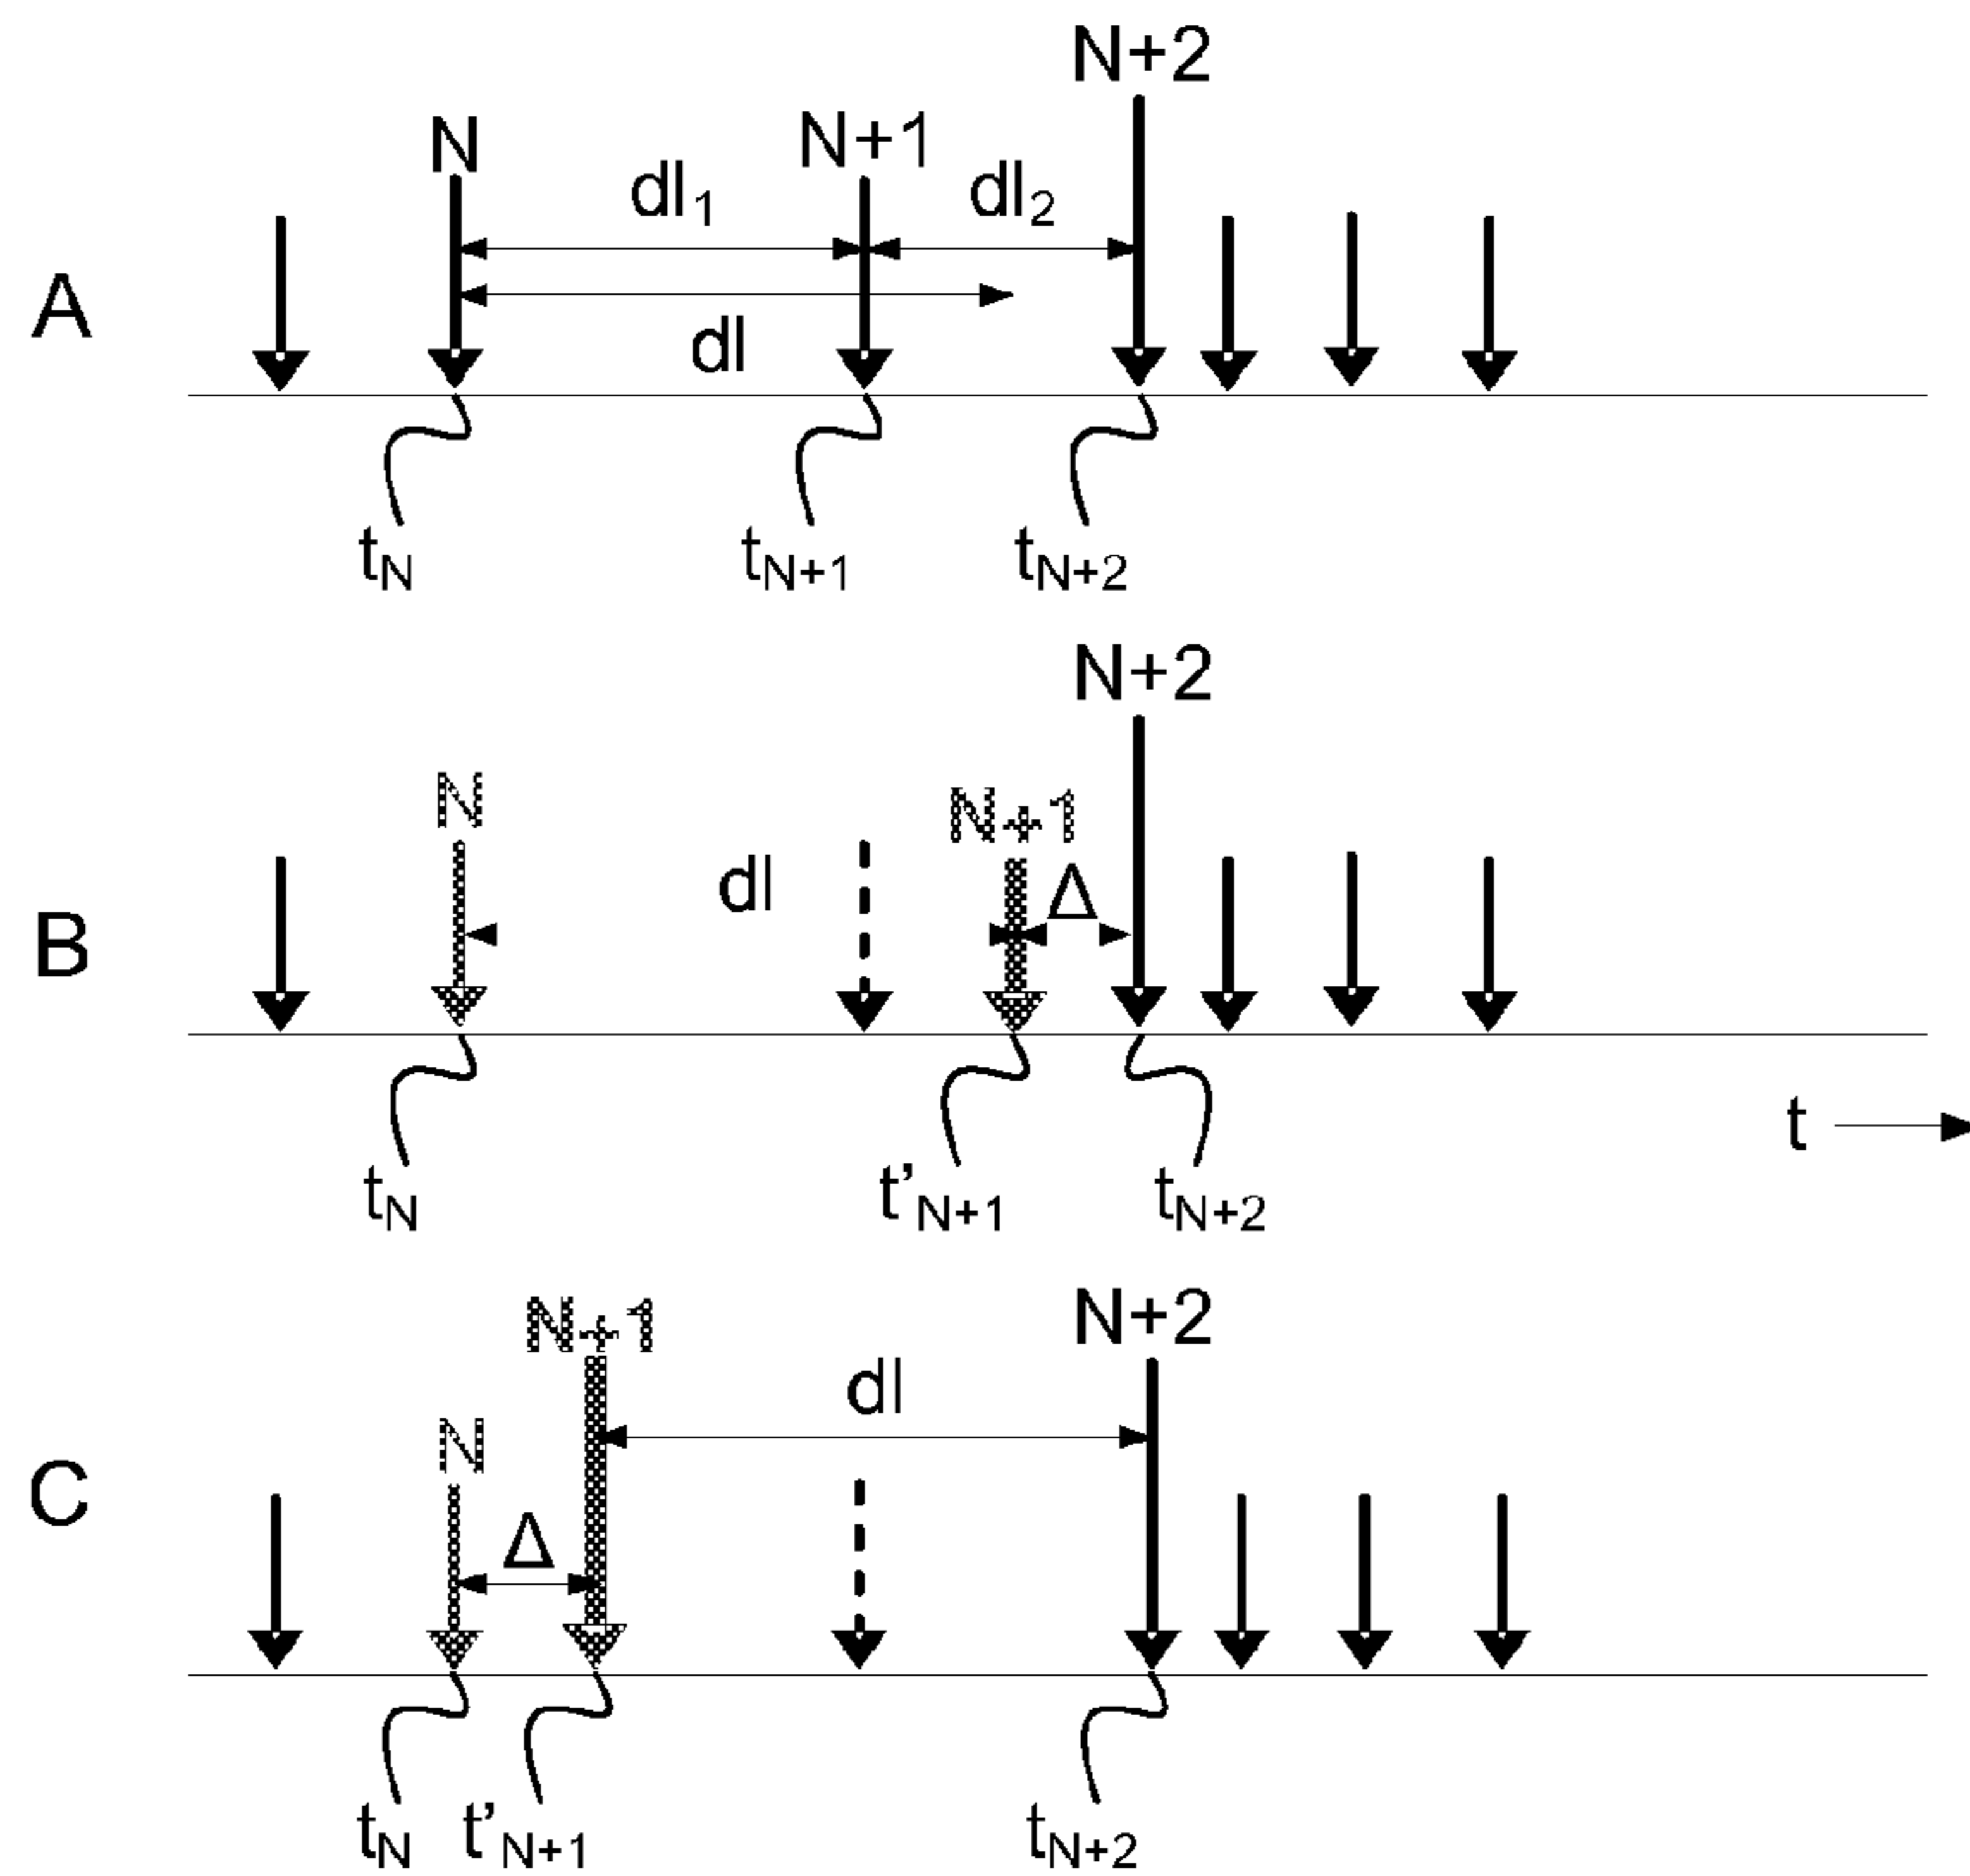 N+2
N
N+1
dl₁
dl₂
A
dl
tN
tN+1
tN+2
N+2
N
N+1
dl
Δ
B
t
tN
t'N+1
tN+2
N+1
N+2
dl
N
C
Δ
tN
t'N+1
tN+2